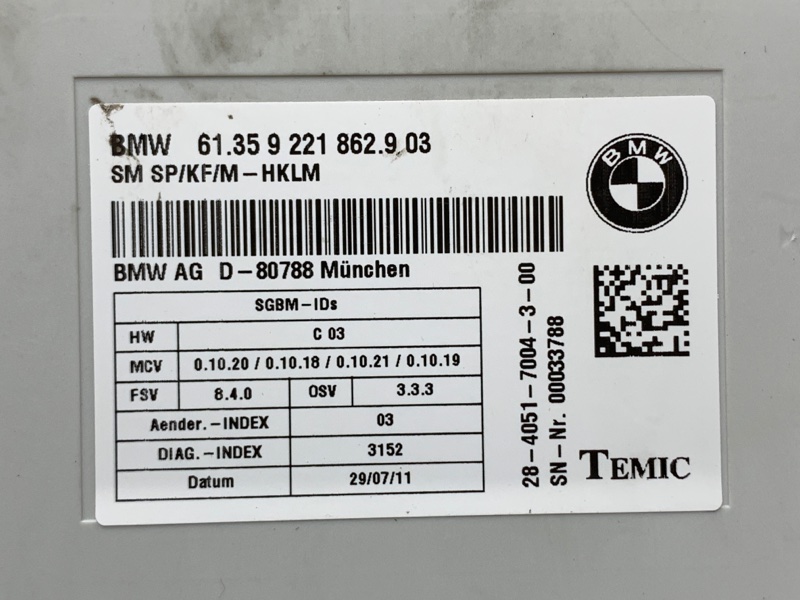 BMW 61.35 9 221 862.9 03
SM SP/KF/M-HKLM
BMW
BMW AG D-80788 München
SGBM-IDs
HW C 03
MCV 0.10.20 / 0.10.18 / 0.10.21 / 0.10.19
FSV 8.4.0 OSV 3.3.3
Aender.-INDEX 03
DIAG.-INDEX 3152
Datum 29/07/11
28-4051-7004-3-00
SN-Nr. 00033788
TEMIC